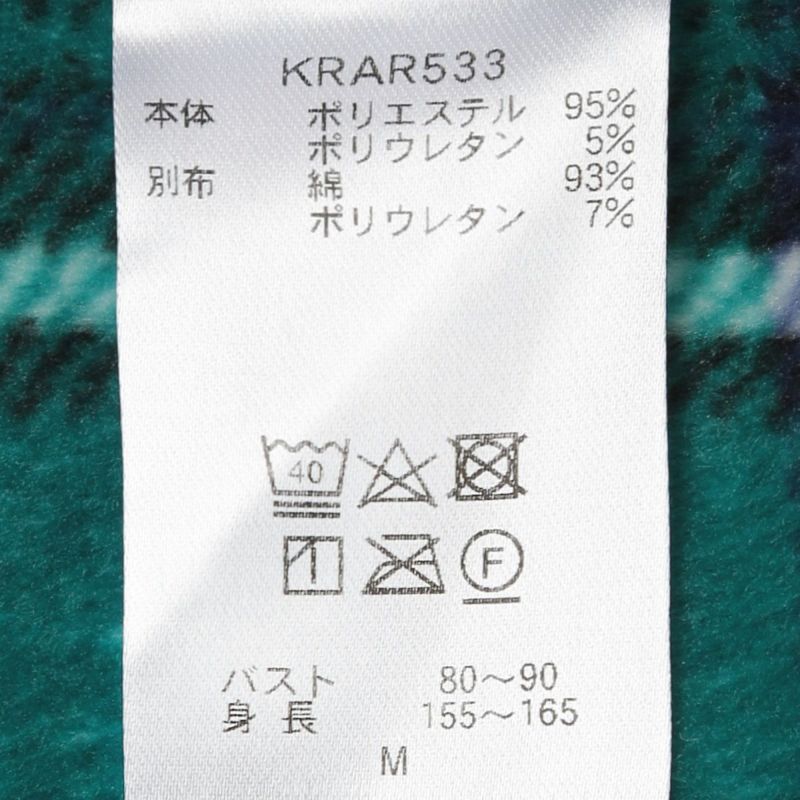 KRAR533
本体 ポリエステル 95%
ポリウレタン 5%
別布 綿 93%
ポリウレタン 7%
40
F
バスト 80～90
身長 155～165
M